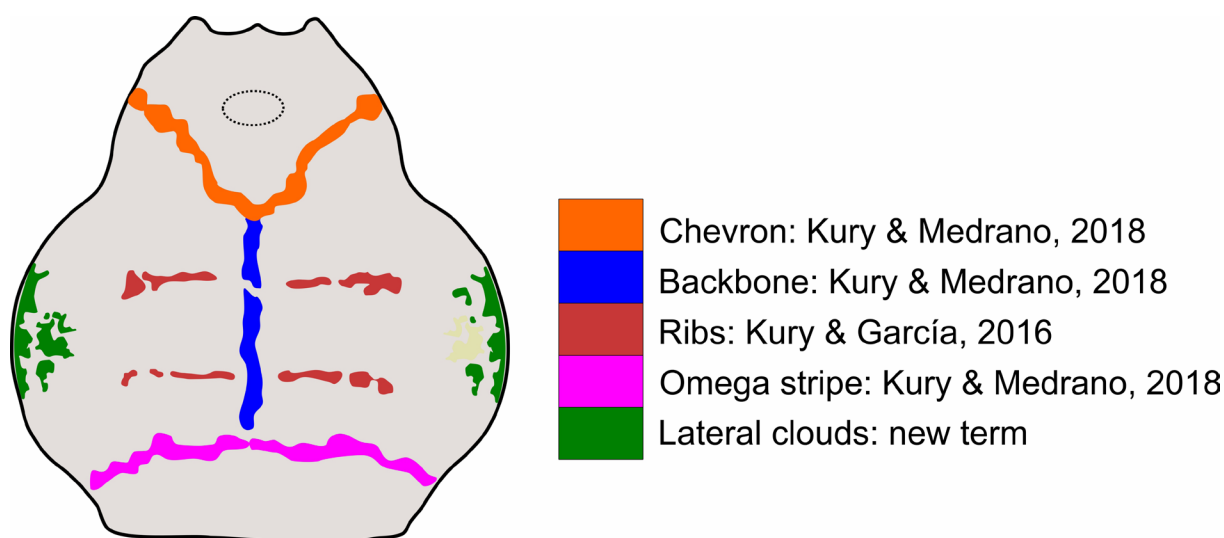 Chevron: Kury & Medrano, 2018
Backbone: Kury & Medrano, 2018
Ribs: Kury & García, 2016
Omega stripe: Kury & Medrano, 2018
Lateral clouds: new term